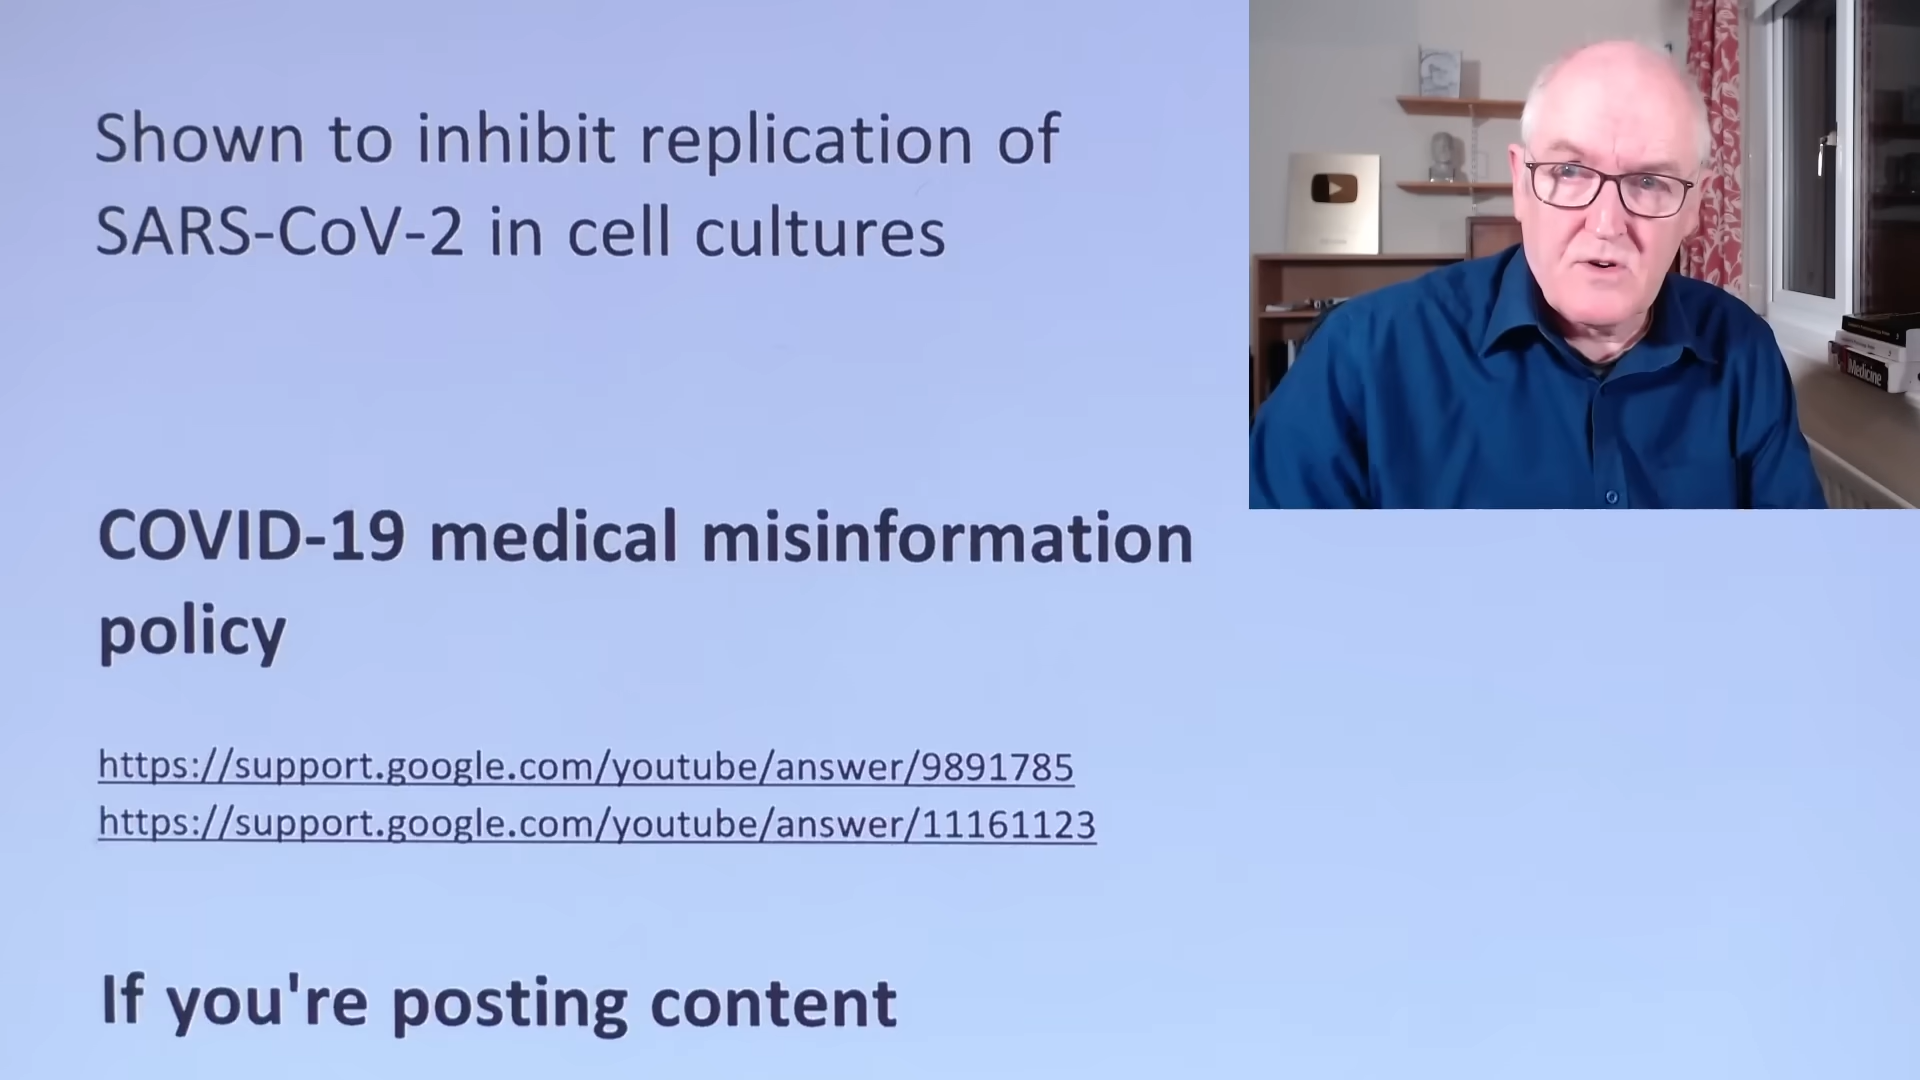 Shown to inhibit replication of
SARS-CoV-2 in cell cultures
COVID-19 medical misinformation
policy
https://support.google.com/youtube/answer/9891785
https://support.google.com/youtube/answer/11161123
If you're posting content
Medicine